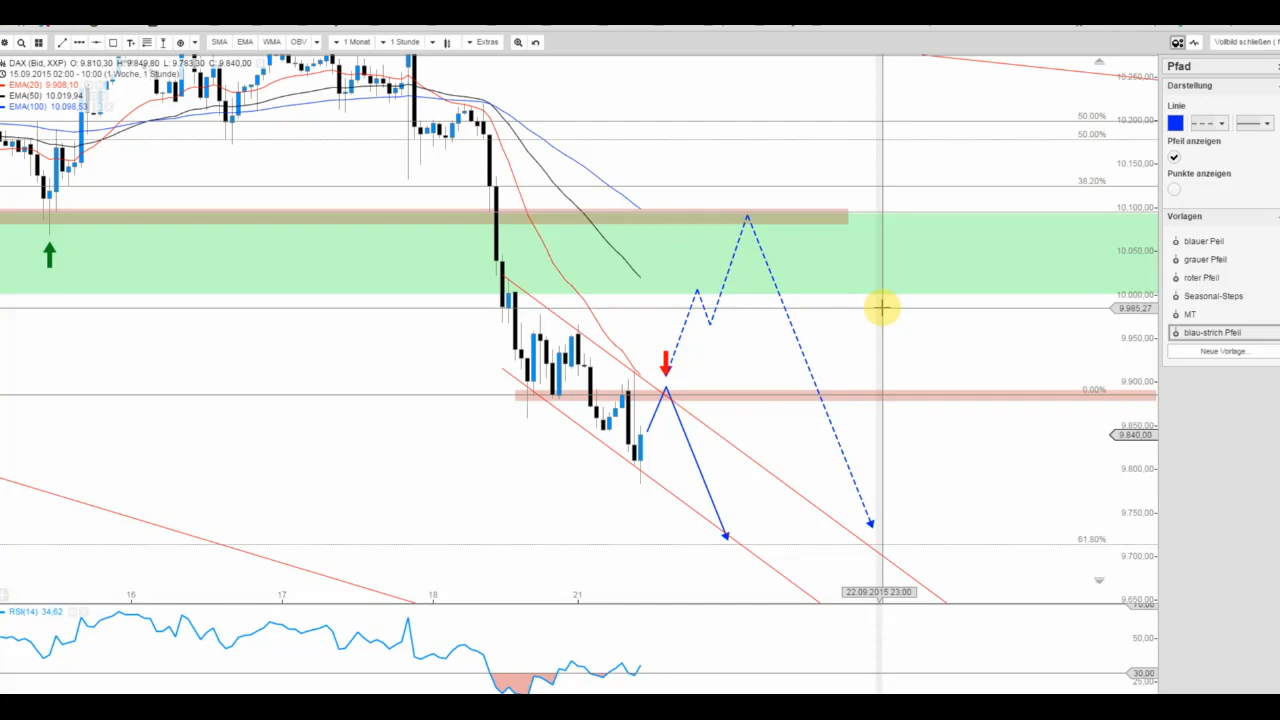 SMA EMA WMA OBV 1 Monat 1 Stunde Extras Vollbild schließen (
DAX (Bid, XXP) O: 9.810,30 H: 9.849,80 L: 9.783,30 C: 9.840,00
15.09.2015 02:00 - 10:00 (1 Woche, 1 Stunde)
EMA(20) 9.908,10
EMA(50) 10.019,94
EMA(100) 10.098,53
10.250,00
50.00%
10.200,00
50.00%
10.150,00
38.20%
10.100,00
10.050,00
10.000,00
9.985,27
9.950,00
9.900,00
0.00%
9.850,00
9.840,00
9.800,00
9.750,00
61.80%
9.700,00
9.650,00
16 17 18 21
22.09.2015 23:00
RSI(14) 34,62
70,00
50,00
30,00
25,00
Pfad
Darstellung
Linie
Pfeil anzeigen
Punkte anzeigen
Vorlagen
blauer Peil
grauer Pfeil
roter Pfeil
Seasonal-Steps
MT
blau-strich Pfeil
Neue Vorlage...